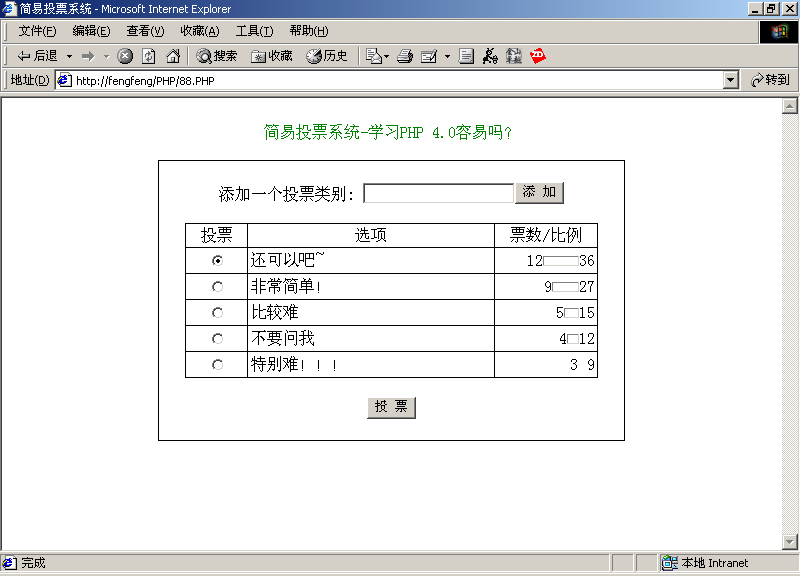 简易投票系统 - Microsoft Internet Explorer
文件(F) 编辑(E) 查看(V) 收藏(A) 工具(T) 帮助(H)
后退 搜索 收藏 历史
地址(D) http://fengfeng/PHP/88.PHP 转到
简易投票系统-学习PHP 4.0容易吗?
添加一个投票类别: 添 加
投票 选项 票数/比例
还可以吧~ 12 36
非常简单! 9 27
比较难 5 15
不要问我 4 12
特别难!!! 3 9
投 票
完成 本地 Intranet